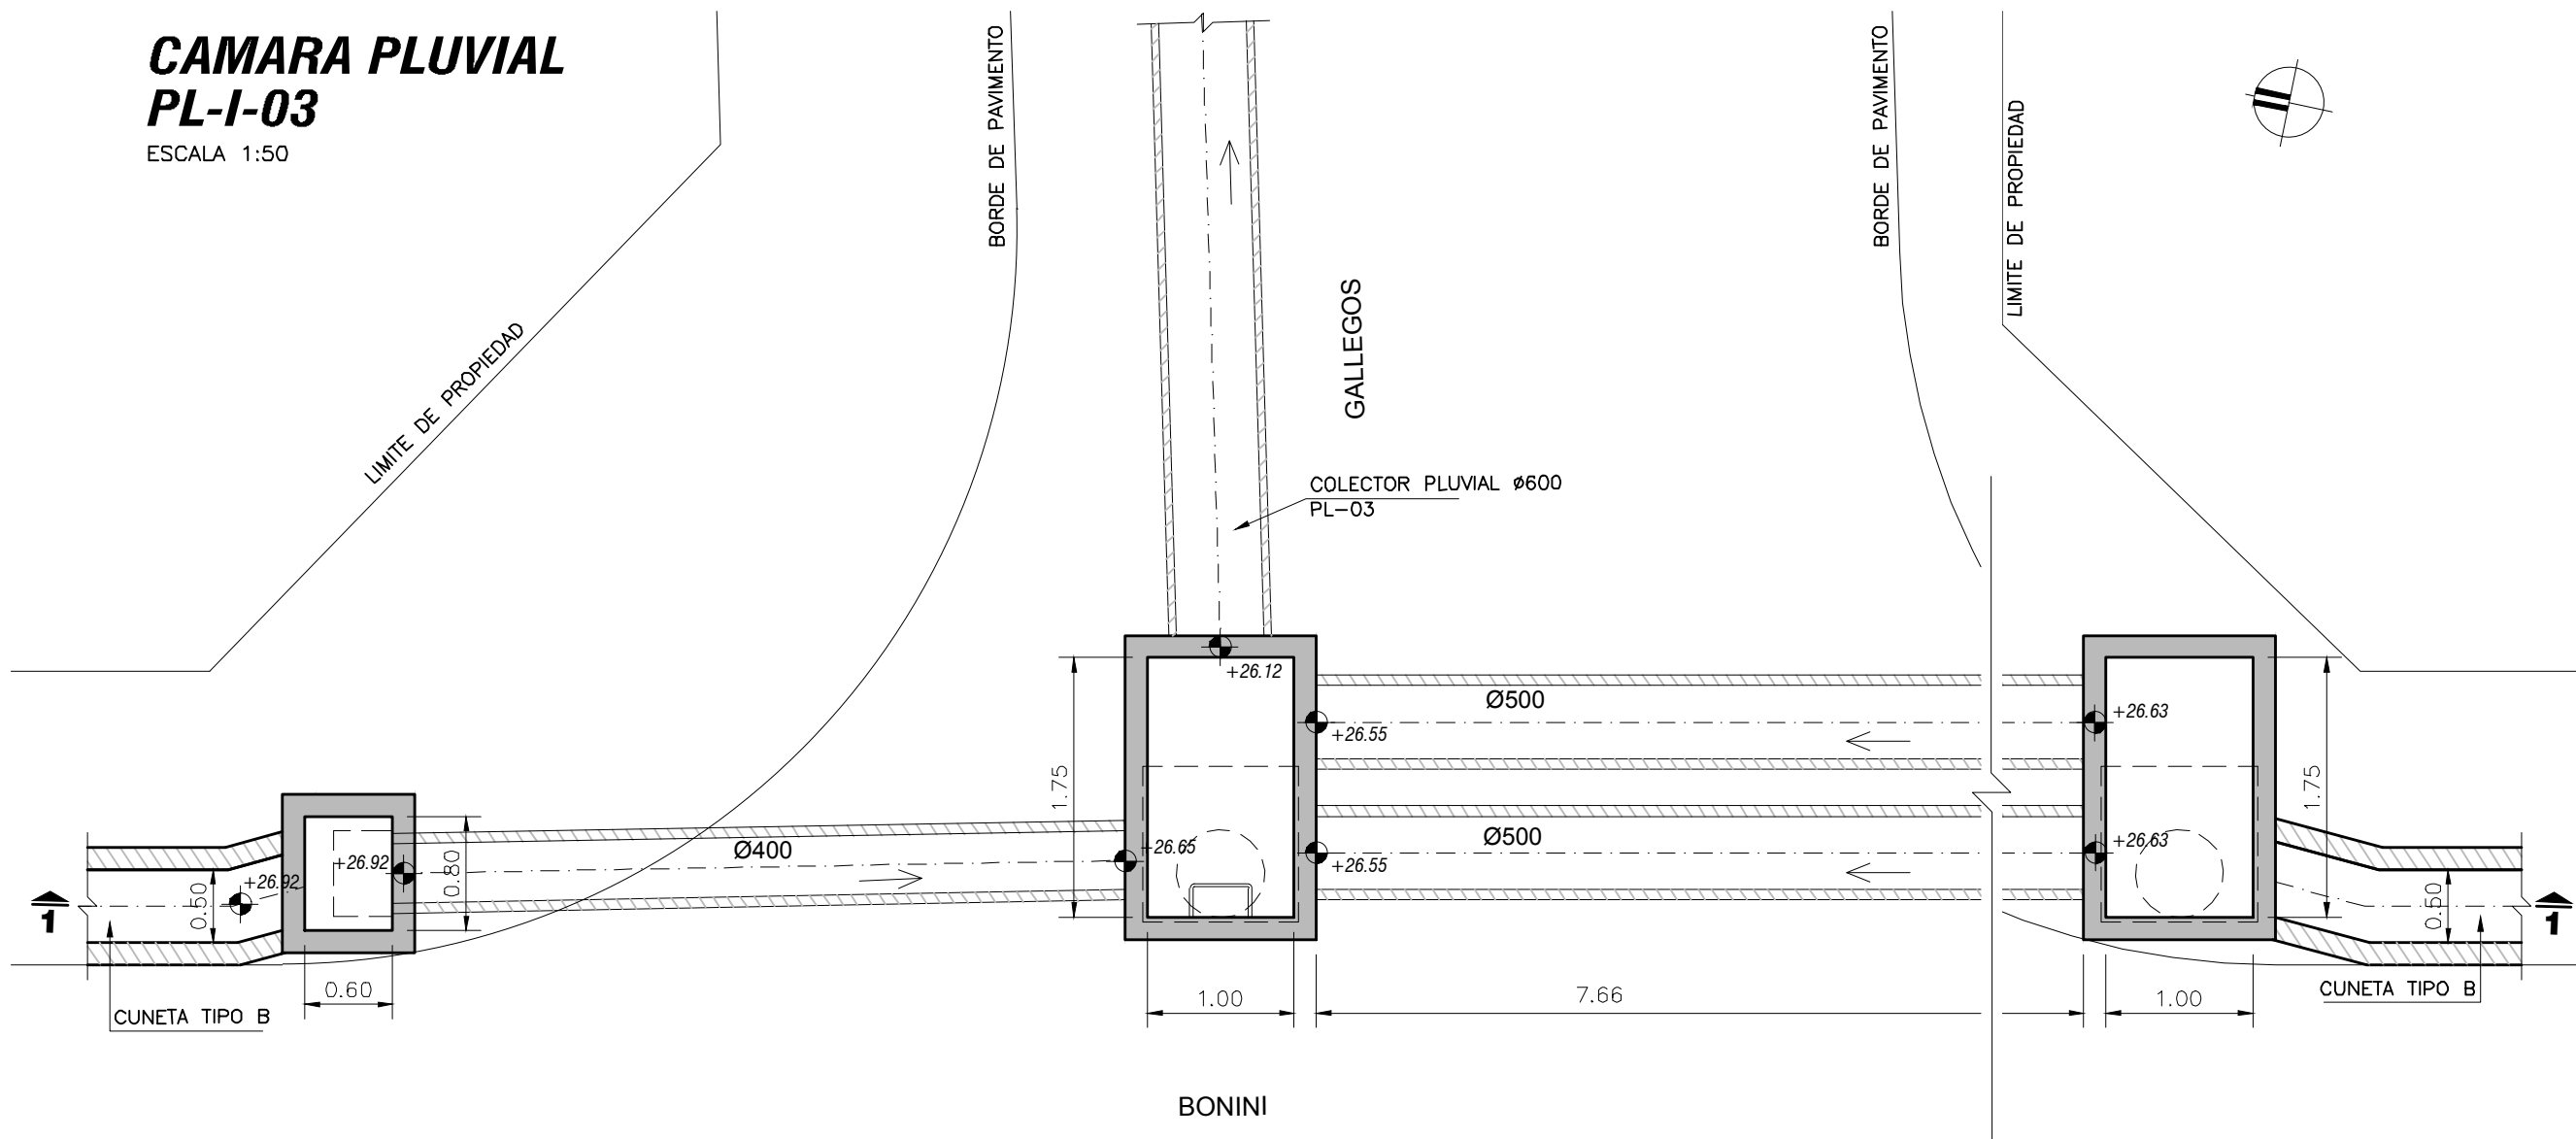 CAMARA PLUVIAL
PL-I-03
ESCALA 1:50
BORDE DE PAVIMENTO
BORDE DE PAVIMENTO
LIMITE DE PROPIEDAD
LIMITE DE PROPIEDAD
GALLEGOS
COLECTOR PLUVIAL ø600
PL-03
+26.12
Ø500
+26.55
+26.63
1.75
1.75
Ø400
+26.65
Ø500
+26.55
+26.63
+26.92
+26.92
0.80
0.50
0.50
1
1
0.60
1.00
7.66
1.00
CUNETA TIPO B
CUNETA TIPO B
BONINI